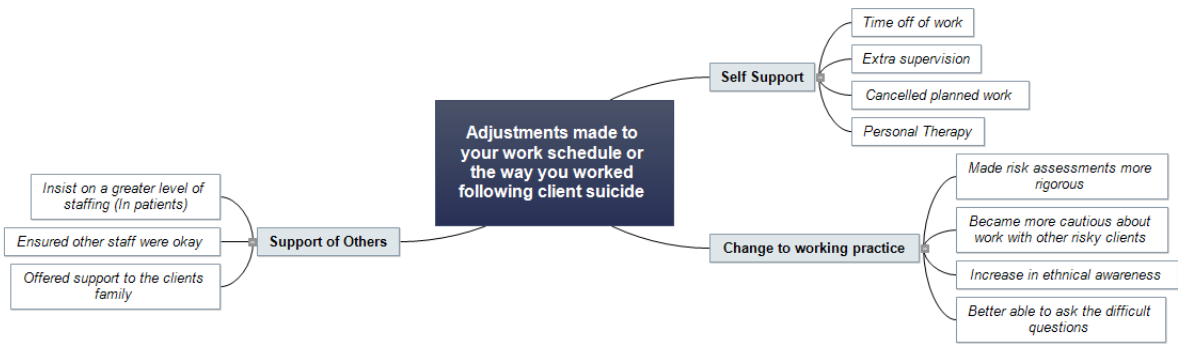 Adjustments made to
your work schedule or
the way you worked
following client suicide
Self Support
Time off of work
Extra supervision
Cancelled planned work
Personal Therapy
Change to working practice
Made risk assessments more
rigorous
Became more cautious about
work with other risky clients
Increase in ethnical awareness
Better able to ask the difficult
questions
Support of Others
Insist on a greater level of
staffing (In patients)
Ensured other staff were okay
Offered support to the clients
family